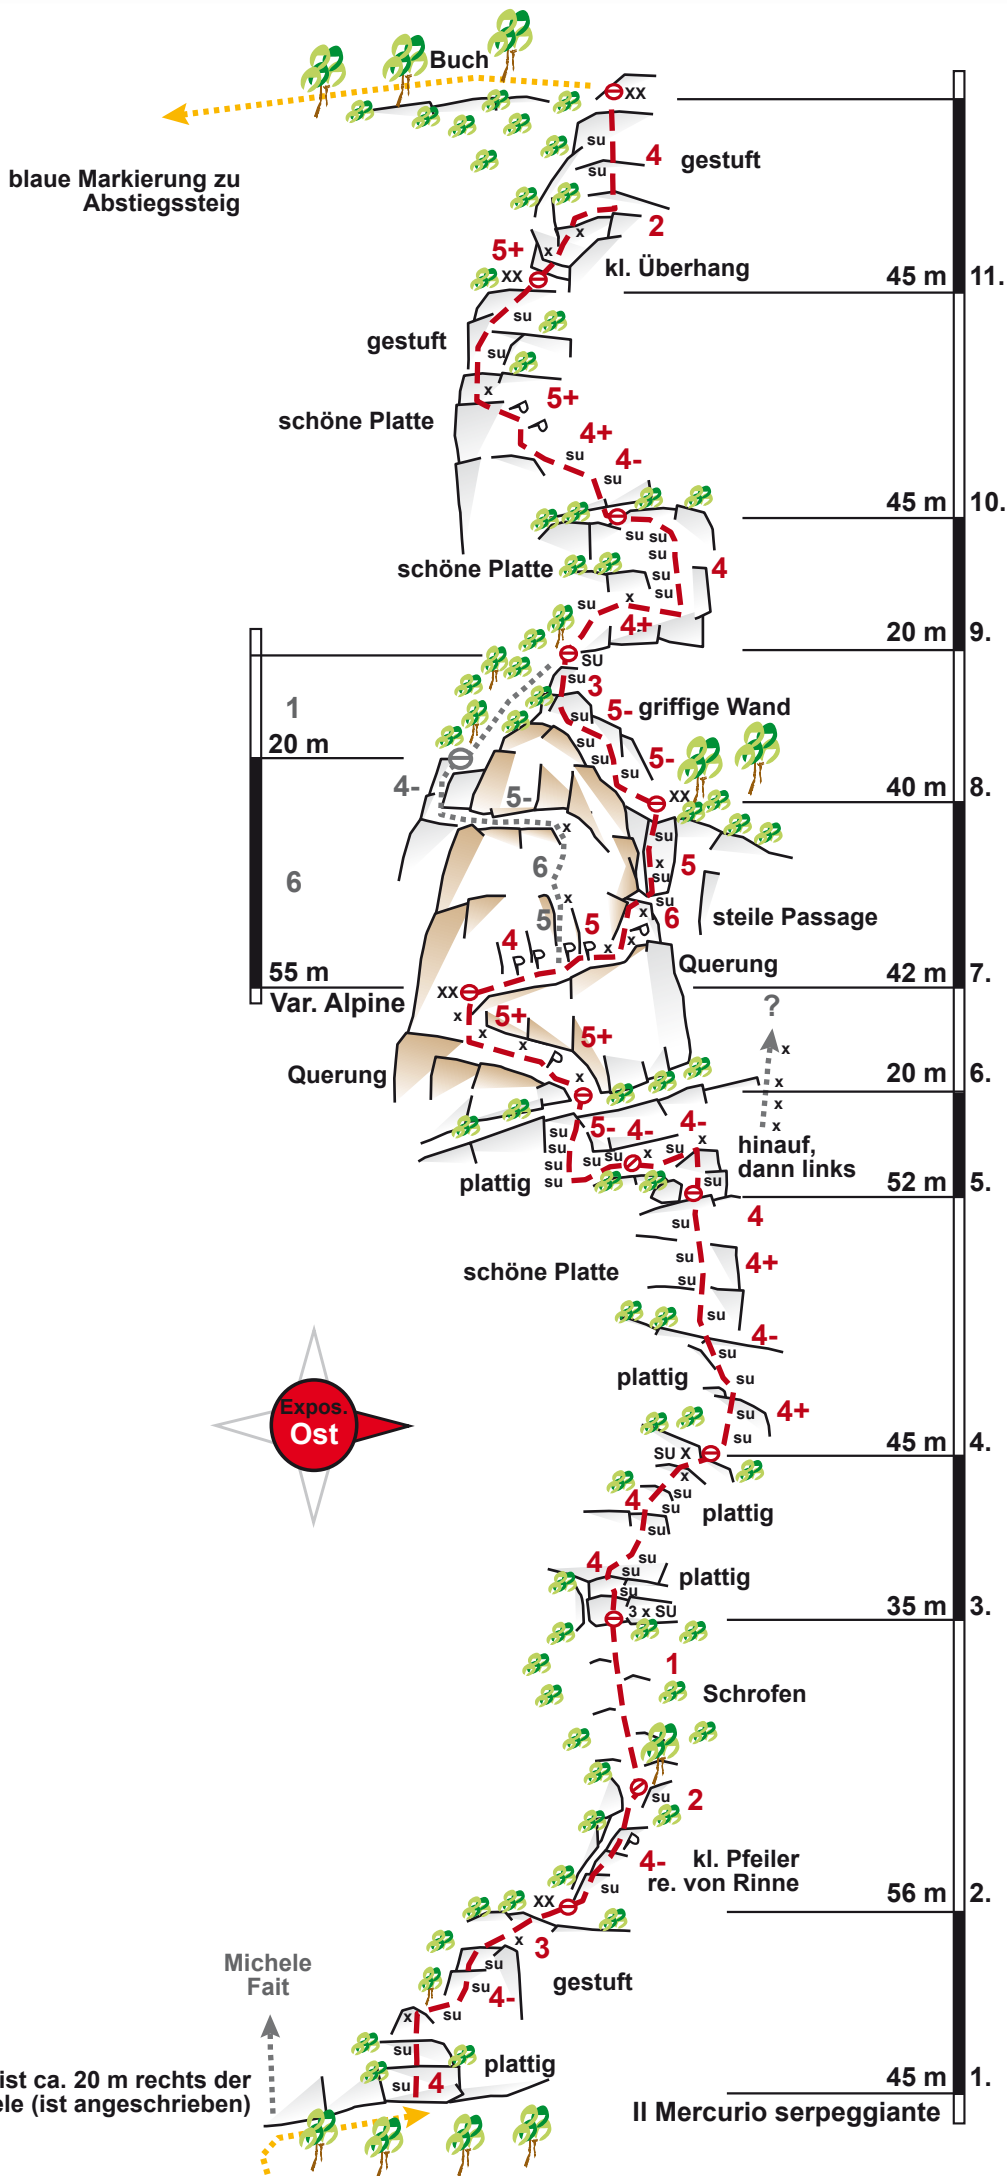 Buch
XX
blaue Markierung zu
Abstiegssteig
su
4
gestuft
su
2
x
5+
x
kl. Überhang
XX
45 m
11.
su
gestuft
su
x
5+
P
schöne Platte
P
4+
su
4-
su
45 m
10.
su
su
su
schöne Platte
4
su
su
x
su
4+
20 m
9.
SU
su
3
1
5-
griffige Wand
su
20 m
su
5-
4-
su
5-
XX
40 m
8.
x
su
6
x
5
su
6
x
su
5
x
6
steile Passage
5
4
P
x
P
P
P
x
Querung
55 m
42 m
7.
XX
Var. Alpine
?
x
5+
x
5+
x
x
P
Querung
x
x
20 m
6.
x
x
su
5-
4-
4-
su
x
hinauf,
dann links
su
su
su
x
su
plattig
su
su
52 m
5.
su
4
su
4+
schöne Platte
su
su
4-
su
plattig
su
4+
su
Expos.
Ost
su
45 m
4.
SU X
x
su
4
su
plattig
su
4
su
su
plattig
su
3 x SU
35 m
3.
1
Schrofen
su
2
P
4-
kl. Pfeiler
re. von Rinne
su
56 m
2.
XX
x
3
Michele
Fait
su
su
4-
gestuft
x
su
su
plattig
ist ca. 20 m rechts der
ele (ist angeschrieben)
su
4
45 m
1.
Il Mercurio serpeggiante